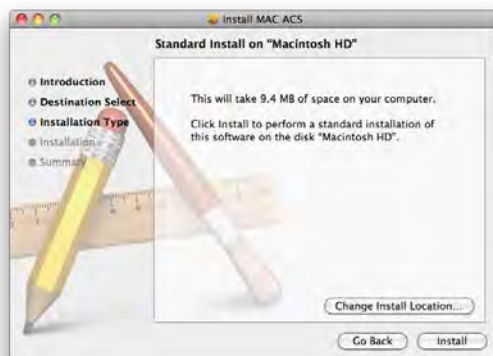 Install MAC ACS
Standard Install on "Macintosh HD"
Introduction
Destination Select
Installation Type
Installation
Summary
This will take 9.4 MB of space on your computer.
Click Install to perform a standard installation of
this software on the disk "Macintosh HD".
Change Install Location...
Go Back
Install